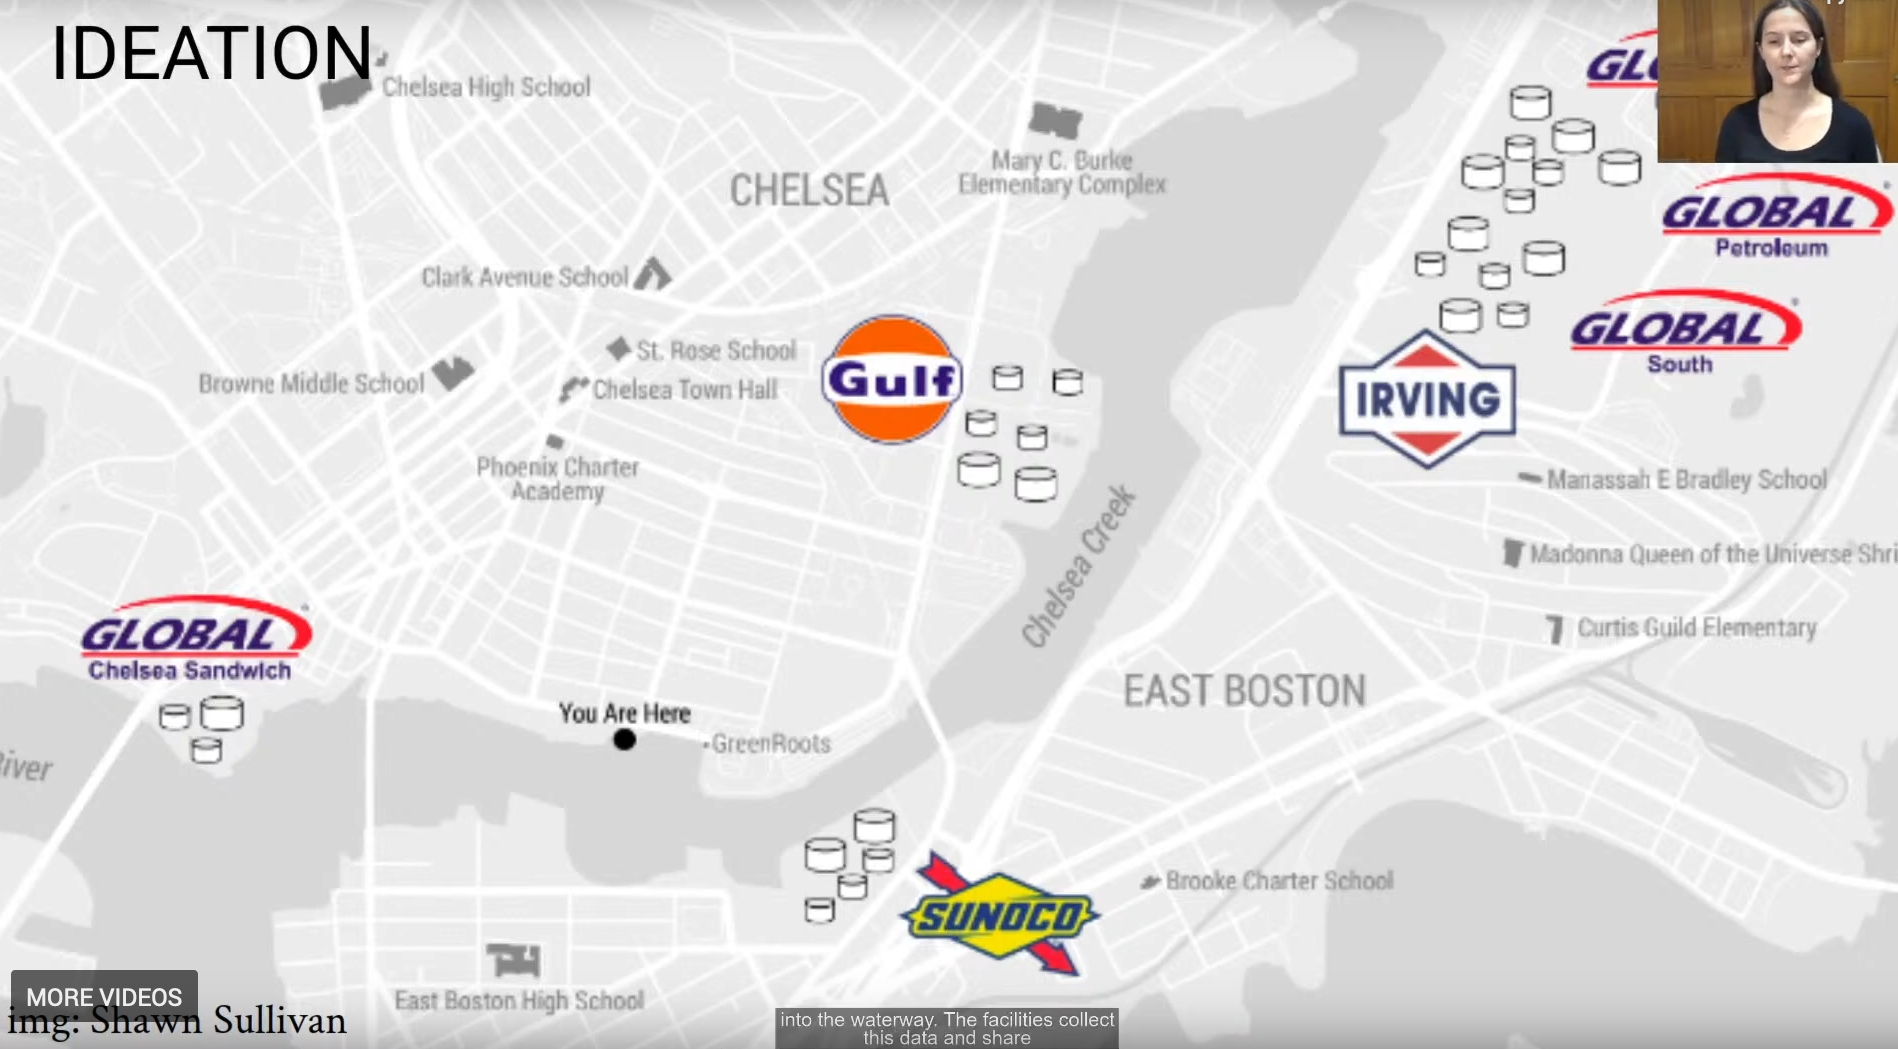 IDEATION
Chelsea High School
CHELSEA
Mary C. Burke
Elementary Complex
GLOBAL
Petroleum
Clark Avenue School
GLOBAL
South
St. Rose School
Gulf
IRVING
Browne Middle School
Chelsea Town Hall
Phoenix Charter
Academy
Manassah E Bradley School
Chelsea Creek
Madonna Queen of the Universe Shri
GLOBAL
Chelsea Sandwich
Curtis Guild Elementary
EAST BOSTON
You Are Here
GreenRoots
River
SUNOCO
Brooke Charter School
East Boston High School
MORE VIDEOS
img: Shawn Sullivan
into the waterway. The facilities collect
this data and share